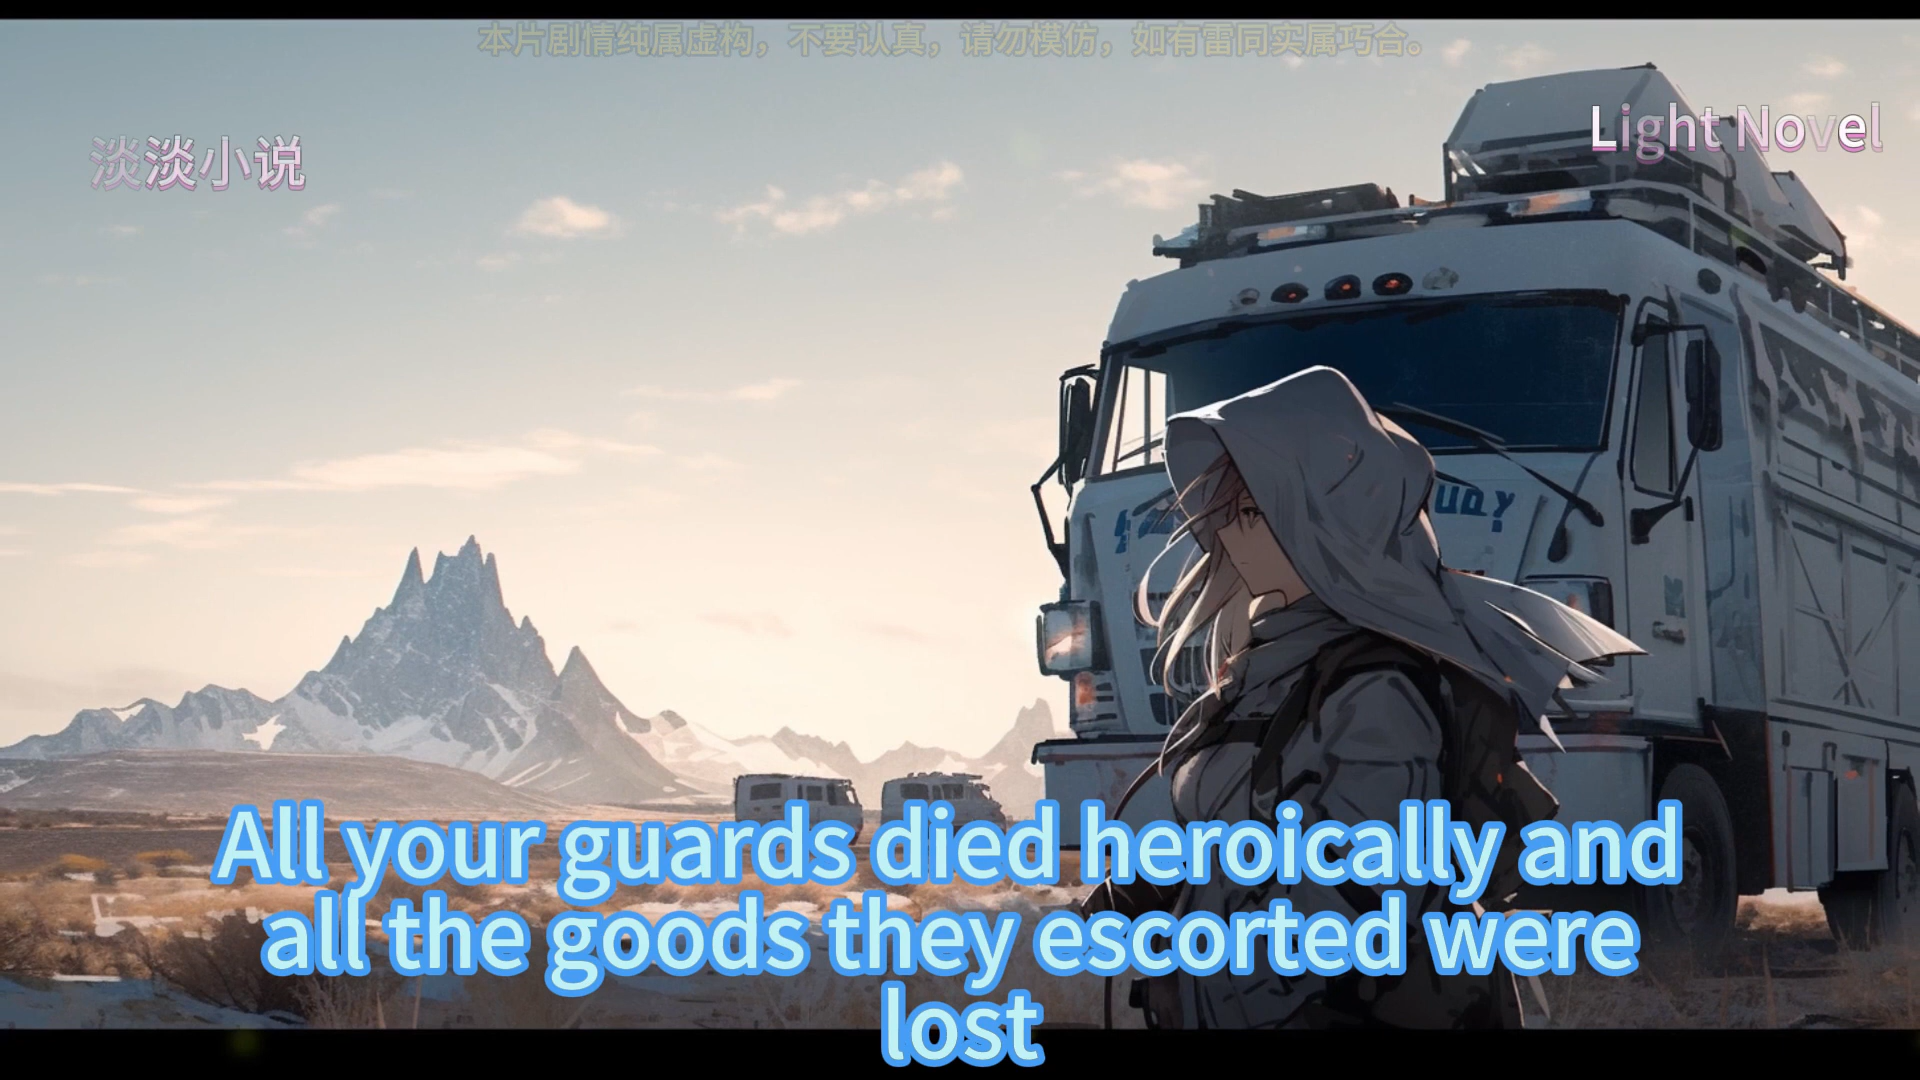 本片剧情纯属虚构，不要认真，请勿模仿，如有雷同实属巧合。
淡淡小说
Light Novel
All your guards died heroically and
all the goods they escorted were
lost